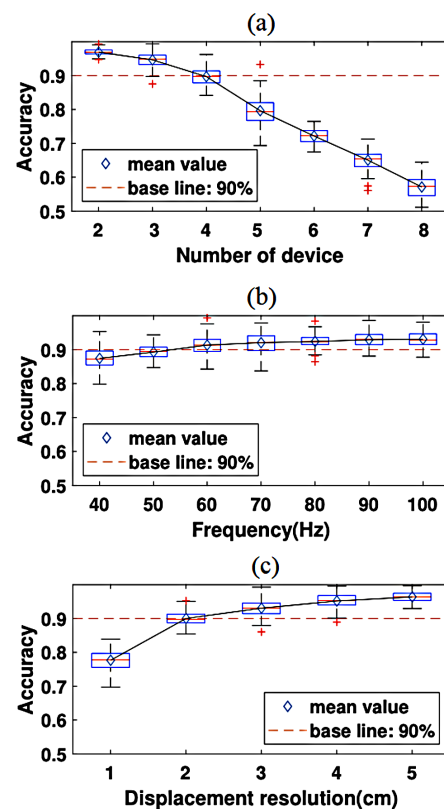 (a)
Accuracy
0.9
0.8
0.7
0.6
0.5
mean value
base line: 90%
2 3 4 5 6 7 8
Number of device
(b)
Accuracy
0.9
0.8
0.7
0.6
0.5
mean value
base line: 90%
40 50 60 70 80 90 100
Frequency(Hz)
(c)
Accuracy
0.9
0.8
0.7
0.6
0.5
mean value
base line: 90%
1 2 3 4 5
Displacement resolution(cm)